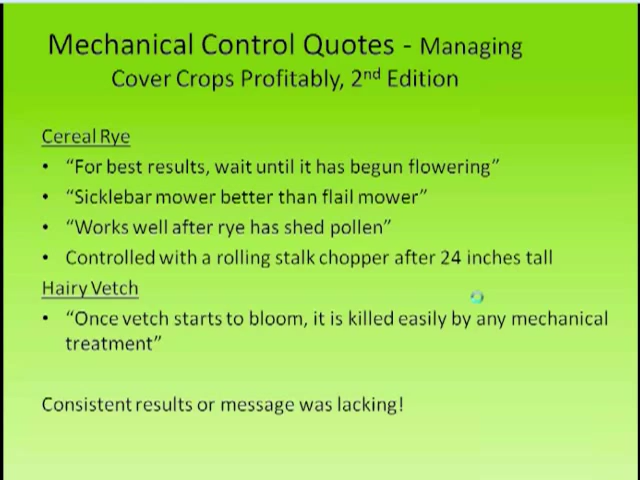 Mechanical Control Quotes - Managing
Cover Crops Profitably, 2nd Edition
Cereal Rye
• “For best results, wait until it has begun flowering”
• “Sicklebar mower better than flail mower”
• “Works well after rye has shed pollen”
• Controlled with a rolling stalk chopper after 24 inches tall
Hairy Vetch
• “Once vetch starts to bloom, it is killed easily by any mechanical
treatment”
Consistent results or message was lacking!